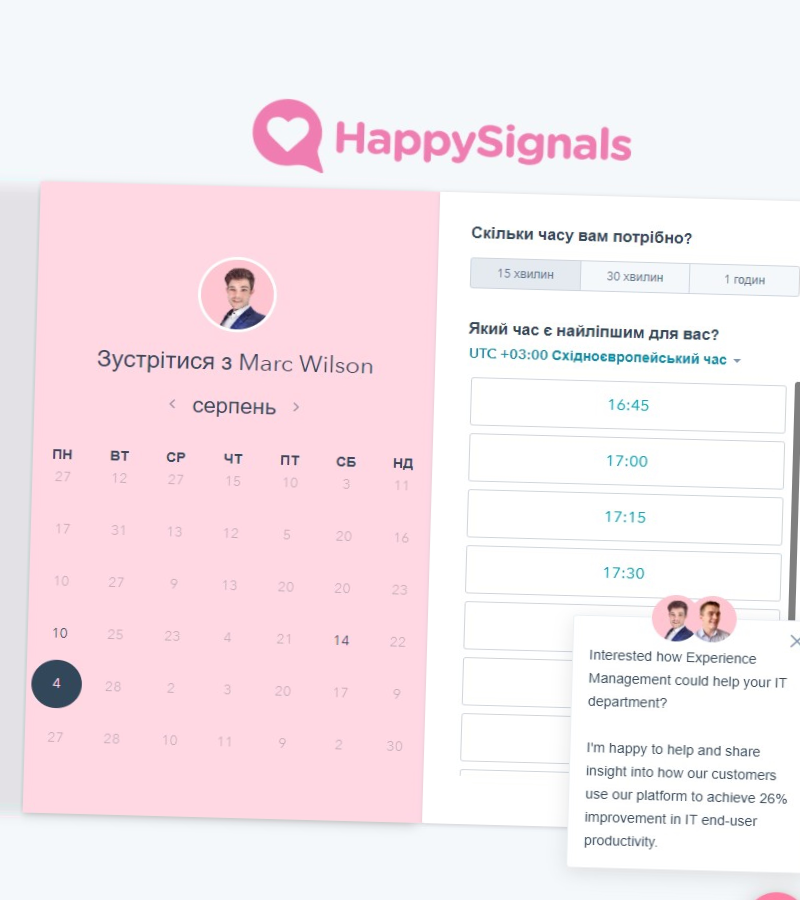 HappySignals
Зустрітися з Marc Wilson
серпень
ПН ВТ СР ЧТ ПТ СБ НД
27 12 27 15 10 3 11
17 31 13 12 5 20 16
10 27 9 13 20 20 23
10 25 23 4 21 14 22
4 28 2 3 20 17 9
27 28 10 11 9 2 30
Скільки часу вам потрібно?
15 хвилин 30 хвилин 1 годин
Який час є найліпшим для вас?
UTC +03:00 Східноєвропейський час
16:45
17:00
17:15
17:30
Interested how Experience
Management could help your IT
department?
I'm happy to help and share
insight into how our customers
use our platform to achieve 26%
improvement in IT end-user
productivity.